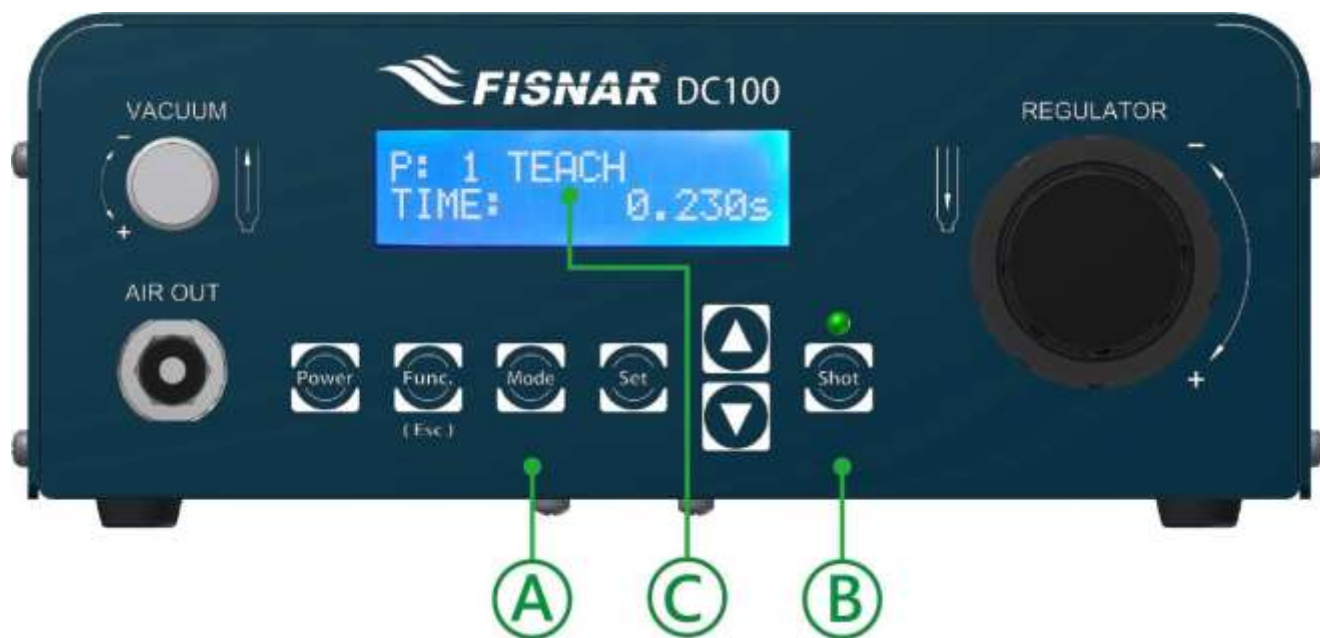 FISNAR DC100
VACUUM
REGULATOR
-
+
P: 1 TEACH
TIME: 0.230s
-
+
AIR OUT
Power
Func.
(Esc.)
Mode
Set
Shot
A
C
B